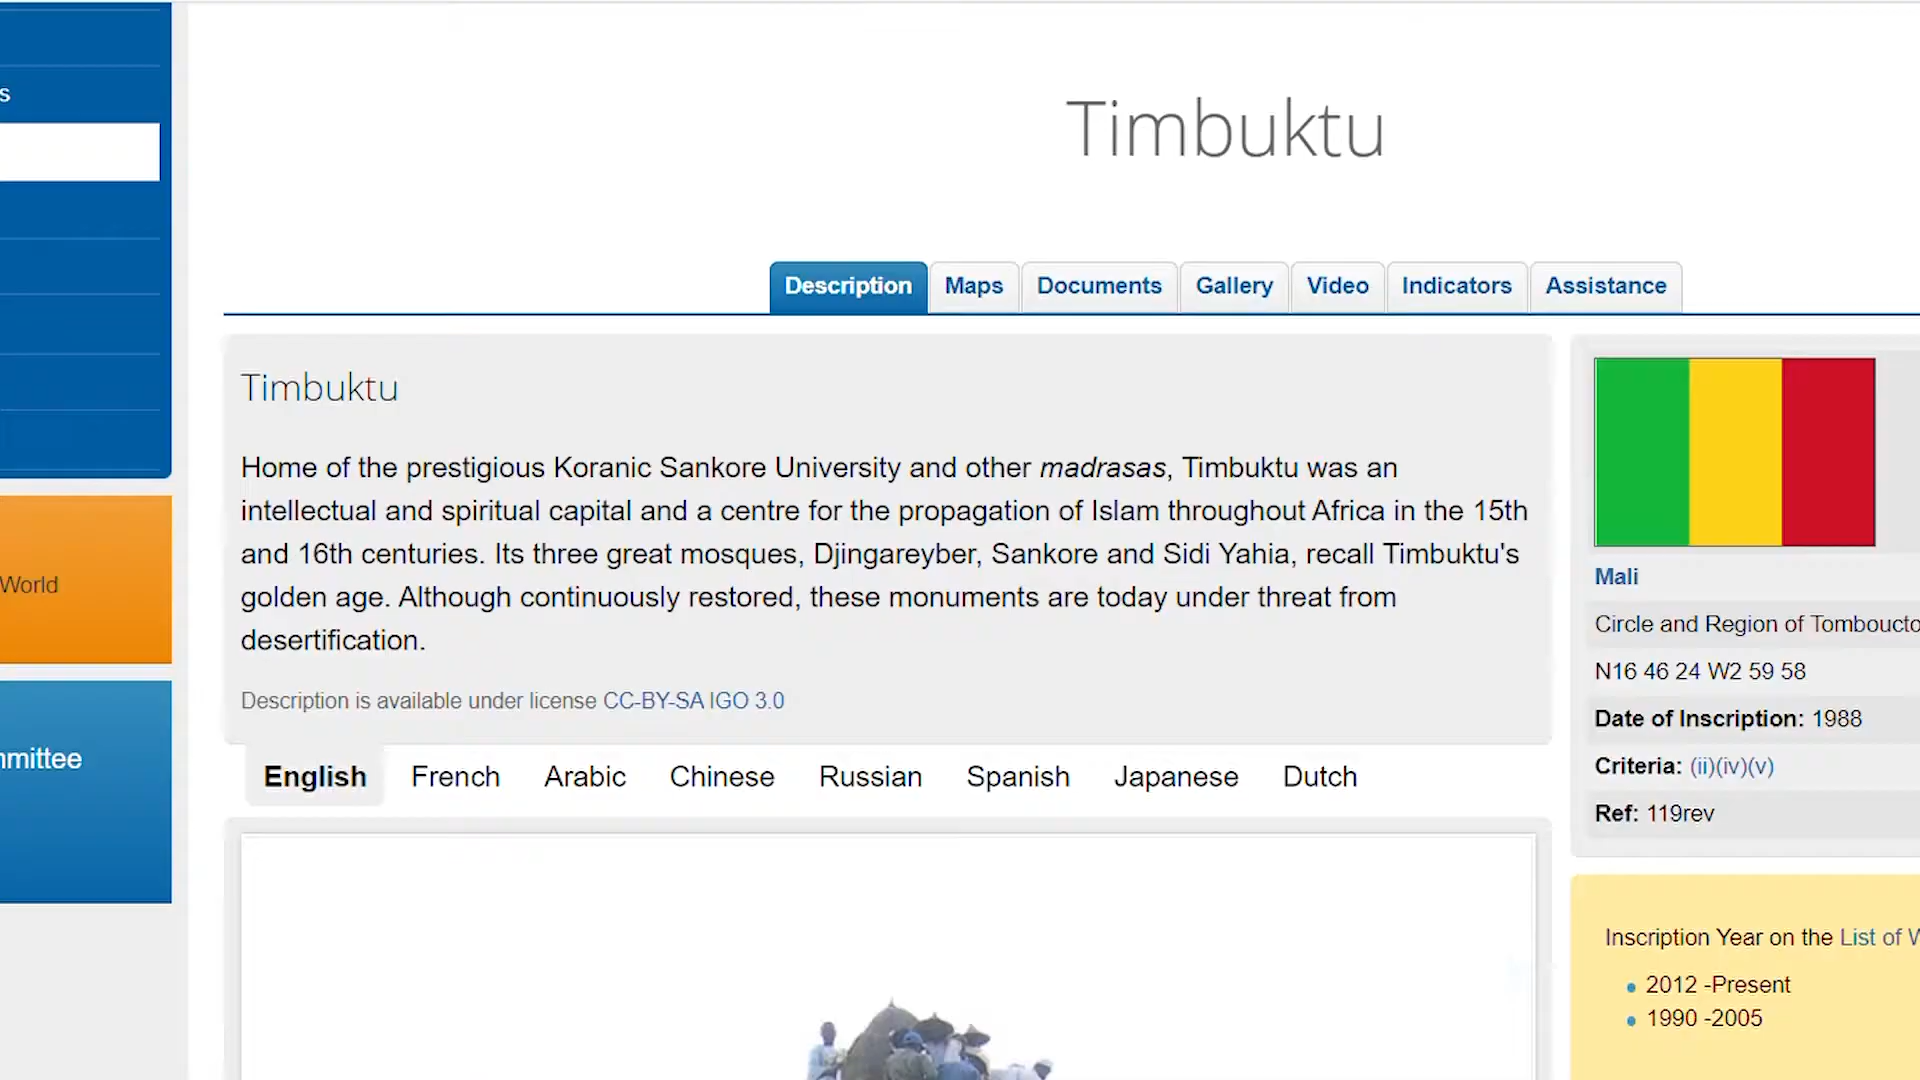 s
World
mmittee
Timbuktu
Description Maps Documents Gallery Video Indicators Assistance
Timbuktu
Home of the prestigious Koranic Sankore University and other madrasas, Timbuktu was an
intellectual and spiritual capital and a centre for the propagation of Islam throughout Africa in the 15th
and 16th centuries. Its three great mosques, Djingareyber, Sankore and Sidi Yahia, recall Timbuktu's
golden age. Although continuously restored, these monuments are today under threat from
desertification.
Description is available under license CC-BY-SA IGO 3.0
English French Arabic Chinese Russian Spanish Japanese Dutch
Mali
Circle and Region of Tomboucto
N16 46 24 W2 59 58
Date of Inscription: 1988
Criteria: (ii)(iv)(v)
Ref: 119rev
Inscription Year on the List of W
2012 -Present
1990 -2005